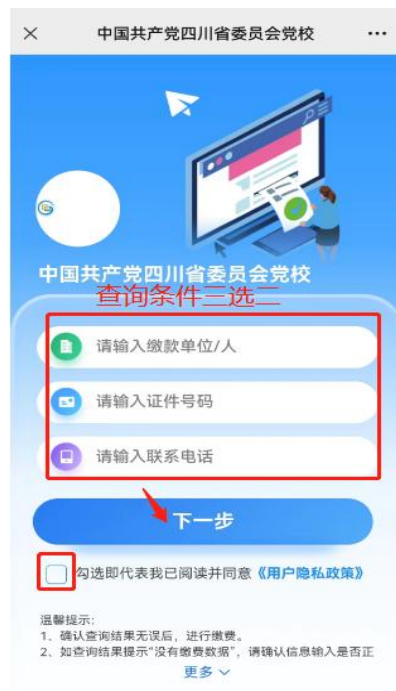 中国共产党四川省委员会党校
中国共产党四川省委员会党校
查询条件三选二
请输入缴款单位/人
请输入证件号码
请输入联系电话
下一步
勾选即代表我已阅读并同意《用户隐私政策》
温馨提示:
1、确认查询结果无误后，进行缴费。
2、如查询结果提示“没有缴费数据”，请确认信息输入是否正
更多